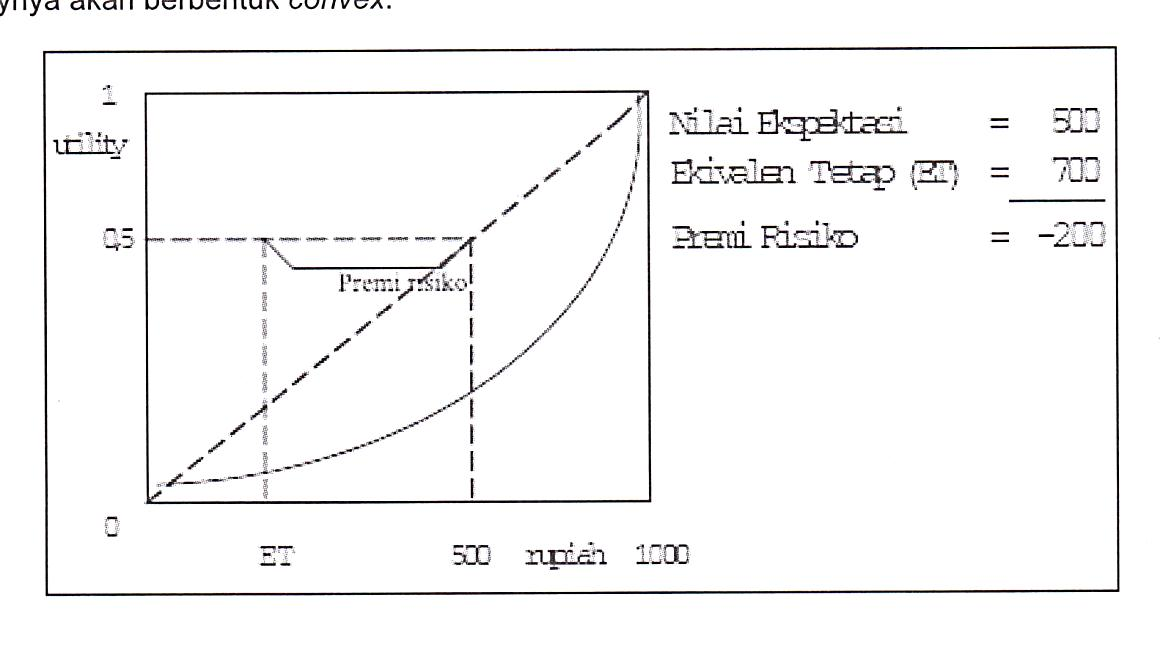 ynya akan berbentuk convex.
1
utility
0,5
Premi risiko
0
ET 500 rupiah 1000
Nilai Ekspektasi = 500
Ekivalen Tetap (ET) = 700
Premi Risiko = -200